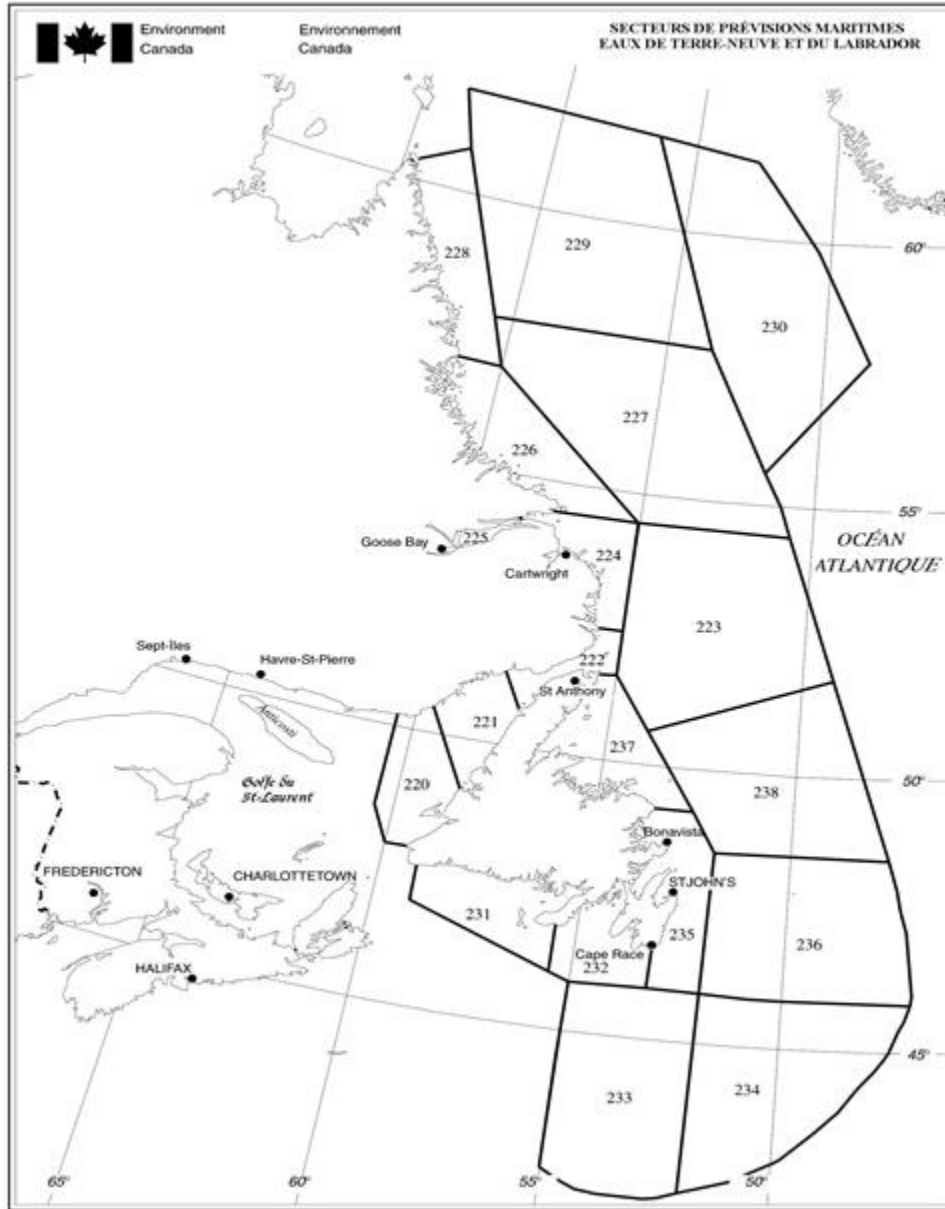 Environment
Canada
Environnement
Canada
SECTEURS DE PRÉVISIONS MARITIMES
EAUX DE TERRE-NEUVE ET DU LABRADOR
228
229
60°
230
227
226
55°
Goose Bay
225
224
OCÉAN
ATLANTIQUE
Cartwright
223
Sept-Îles
Havre-St-Pierre
222
St Anthony
Anticosti
221
237
Golfe du
St-Laurent
220
238
50°
Bonavista
FREDERICTON
CHARLOTTETOWN
STJOHN'S
231
235
236
Cape Race
232
HALIFAX
45°
233
234
65°
60°
55°
50°